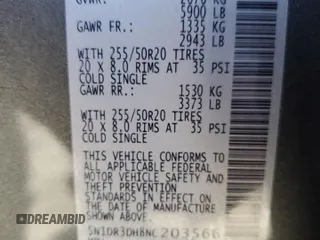 5900 LB
GAWR FR.: 1335 KG
2943 LB
WITH 255/50R20 TIRES
20 X 8.0 RIMS AT 35 PSI
COLD SINGLE
GAWR RR.: 1530 KG
3373 LB
WITH 255/50R20 TIRES
20 X 8.0 RIMS AT 35 PSI
COLD SINGLE
THIS VEHICLE CONFORMS TO
ALL APPLICABLE FEDERAL
MOTOR VEHICLE SAFETY AND
THEFT PREVENTION
STANDARDS IN EFFECT ON
THE DATE OF MANUFACTURE
SHOWN ABOVE.
5N1DR3DH8NC203566
DREAMBID